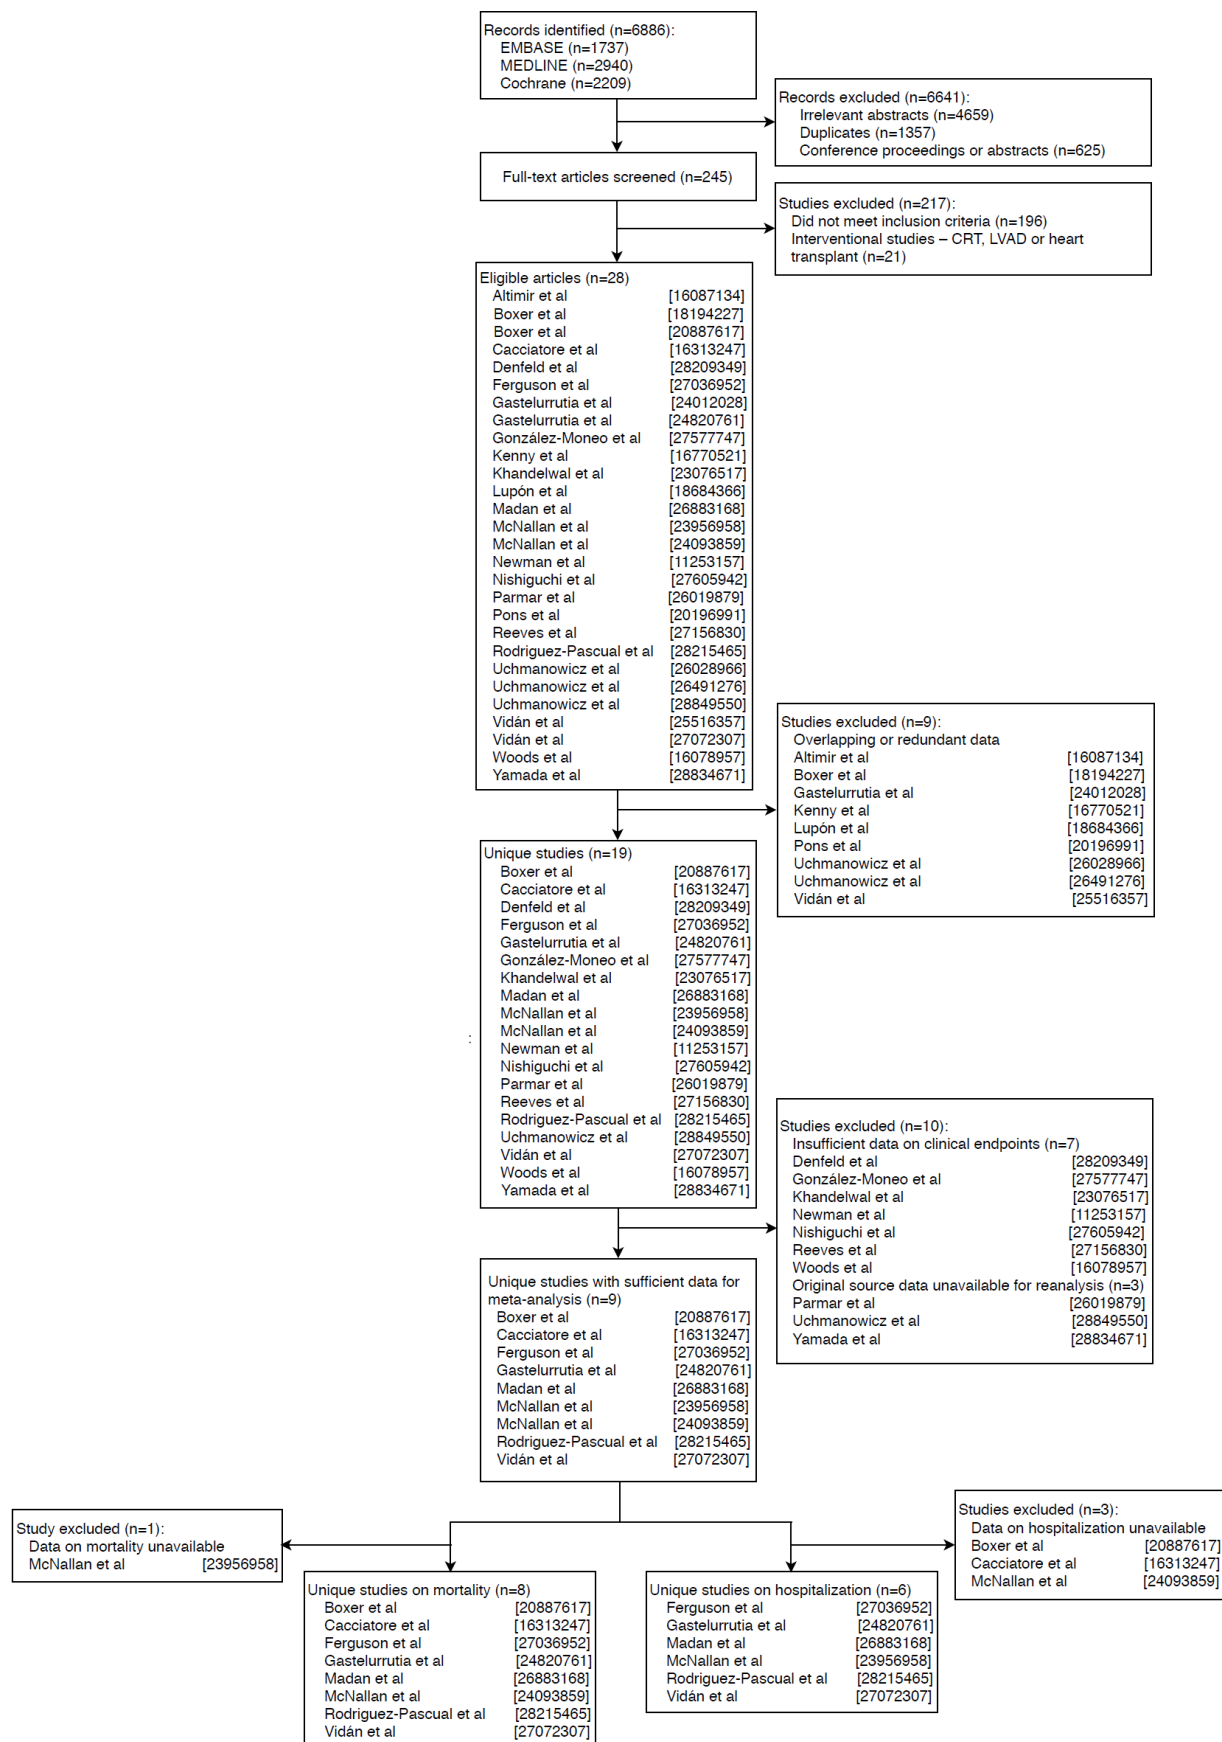 Records identified (n=6886):
EMBASE (n=1737)
MEDLINE (n=2940)
Cochrane (n=2209)
Records excluded (n=6641):
Irrelevant abstracts (n=4659)
Duplicates (n=1357)
Conference proceedings or abstracts (n=625)
Full-text articles screened (n=245)
Studies excluded (n=217):
Did not meet inclusion criteria (n=196)
Interventional studies – CRT, LVAD or heart
transplant (n=21)
Eligible articles (n=28)
Altimir et al [16087134]
Boxer et al [18194227]
Boxer et al [20887617]
Cacciatore et al [16313247]
Denfeld et al [28209349]
Ferguson et al [27036952]
Gastelurrutia et al [24012028]
Gastelurrutia et al [24820761]
González-Moneo et al [27577747]
Kenny et al [16770521]
Khandelwal et al [23076517]
Lupón et al [18684366]
Madan et al [26883168]
McNallan et al [23956958]
McNallan et al [24093859]
Newman et al [11253157]
Nishiguchi et al [27605942]
Parmar et al [26019879]
Pons et al [20196991]
Reeves et al [27156830]
Rodriguez-Pascual et al [28215465]
Uchmanowicz et al [26028966]
Uchmanowicz et al [26491276]
Uchmanowicz et al [28849550]
Vidán et al [25516357]
Vidán et al [27072307]
Woods et al [16078957]
Yamada et al [28834671]
Studies excluded (n=9):
Overlapping or redundant data
Altimir et al [16087134]
Boxer et al [18194227]
Gastelurrutia et al [24012028]
Kenny et al [16770521]
Lupón et al [18684366]
Pons et al [20196991]
Uchmanowicz et al [26028966]
Uchmanowicz et al [26491276]
Vidán et al [25516357]
Unique studies (n=19)
Boxer et al [20887617]
Cacciatore et al [16313247]
Denfeld et al [28209349]
Ferguson et al [27036952]
Gastelurrutia et al [24820761]
González-Moneo et al [27577747]
Khandelwal et al [23076517]
Madan et al [26883168]
McNallan et al [23956958]
McNallan et al [24093859]
:
Newman et al [11253157]
Nishiguchi et al [27605942]
Parmar et al [26019879]
Reeves et al [27156830]
Rodriguez-Pascual et al [28215465]
Uchmanowicz et al [28849550]
Vidán et al [27072307]
Woods et al [16078957]
Yamada et al [28834671]
Studies excluded (n=10):
Insufficient data on clinical endpoints (n=7)
Denfeld et al [28209349]
González-Moneo et al [27577747]
Khandelwal et al [23076517]
Newman et al [11253157]
Nishiguchi et al [27605942]
Reeves et al [27156830]
Woods et al [16078957]
Original source data unavailable for reanalysis (n=3)
Parmar et al [26019879]
Uchmanowicz et al [28849550]
Yamada et al [28834671]
Unique studies with sufficient data for
meta-analysis (n=9)
Boxer et al [20887617]
Cacciatore et al [16313247]
Ferguson et al [27036952]
Gastelurrutia et al [24820761]
Madan et al [26883168]
McNallan et al [23956958]
McNallan et al [24093859]
Rodriguez-Pascual et al [28215465]
Vidán et al [27072307]
Study excluded (n=1):
Data on mortality unavailable
McNallan et al [23956958]
Studies excluded (n=3):
Data on hospitalization unavailable
Boxer et al [20887617]
Cacciatore et al [16313247]
McNallan et al [24093859]
Unique studies on mortality (n=8)
Boxer et al [20887617]
Cacciatore et al [16313247]
Ferguson et al [27036952]
Gastelurrutia et al [24820761]
Madan et al [26883168]
McNallan et al [24093859]
Rodriguez-Pascual et al [28215465]
Vidán et al [27072307]
Unique studies on hospitalization (n=6)
Ferguson et al [27036952]
Gastelurrutia et al [24820761]
Madan et al [26883168]
McNallan et al [23956958]
Rodriguez-Pascual et al [28215465]
Vidán et al [27072307]